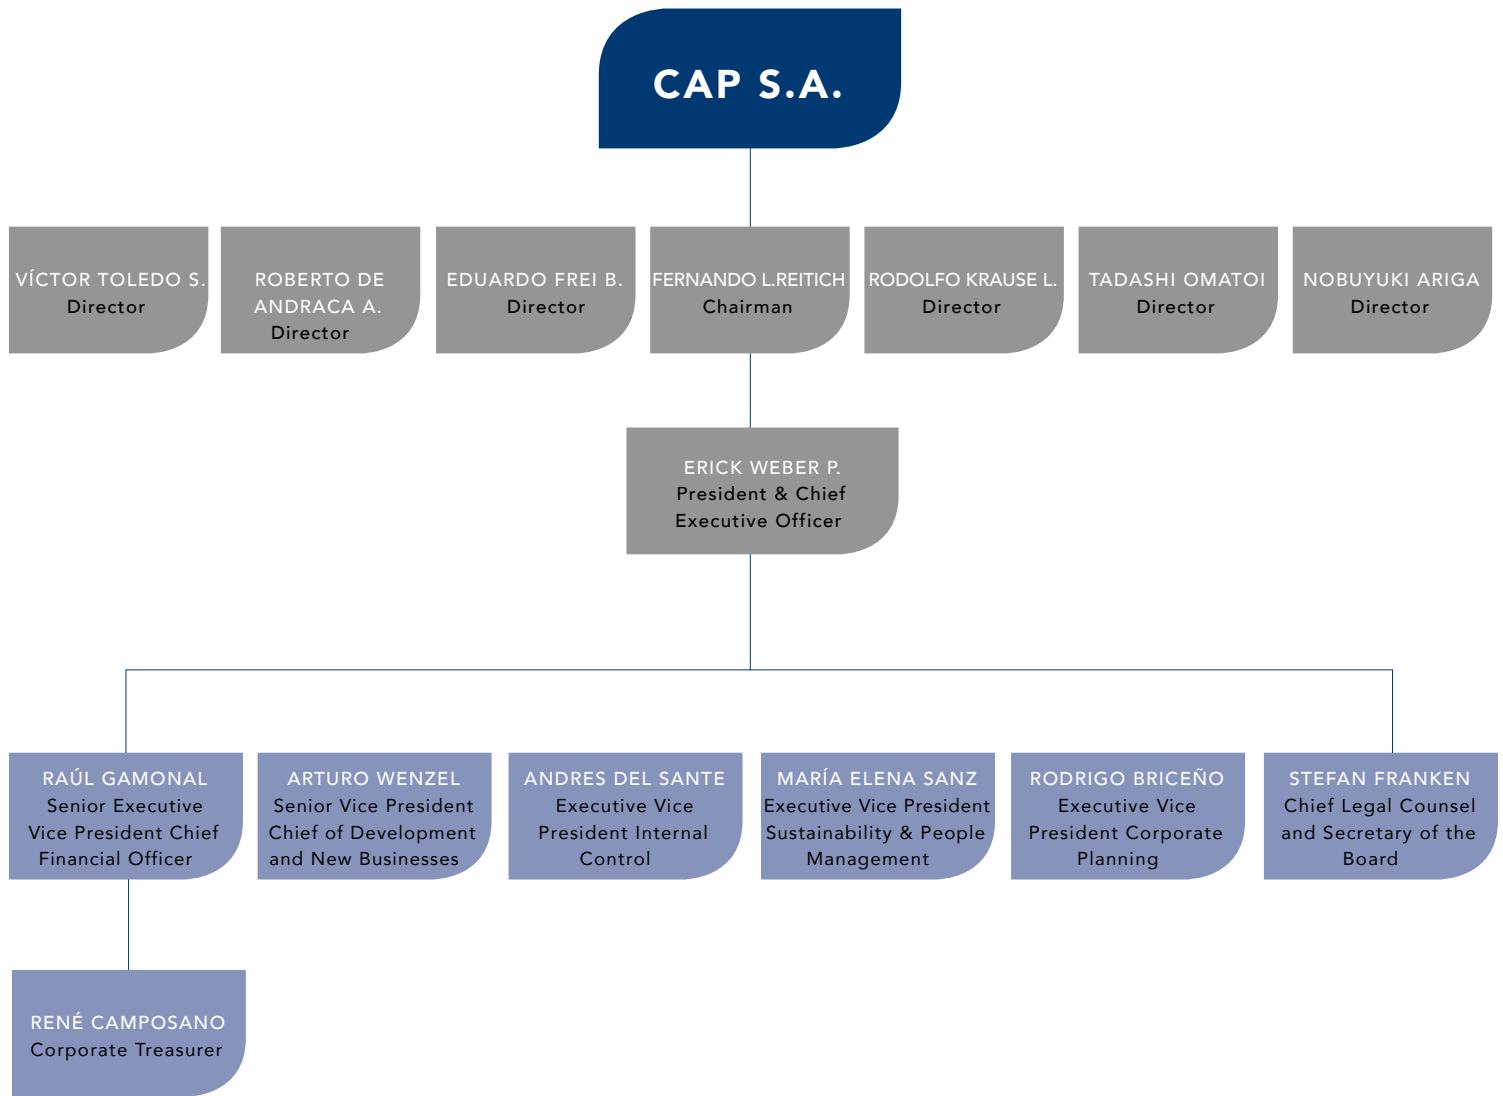 CAP S.A.
VÍCTOR TOLEDO S.
Director
ROBERTO DE
ANDRACA A.
Director
EDUARDO FREI B.
Director
FERNANDO L.REITICH
Chairman
RODOLFO KRAUSE L.
Director
TADASHI OMATOI
Director
NOBUYUKI ARIGA
Director
ERICK WEBER P.
President & Chief
Executive Officer
RAÚL GAMONAL
Senior Executive
Vice President Chief
Financial Officer
ARTURO WENZEL
Senior Vice President
Chief of Development
and New Businesses
ANDRES DEL SANTE
Executive Vice
President Internal
Control
MARÍA ELENA SANZ
Executive Vice President
Sustainability & People
Management
RODRIGO BRICEÑO
Executive Vice
President Corporate
Planning
STEFAN FRANKEN
Chief Legal Counsel
and Secretary of the
Board
RENÉ CAMPOSANO
Corporate Treasurer